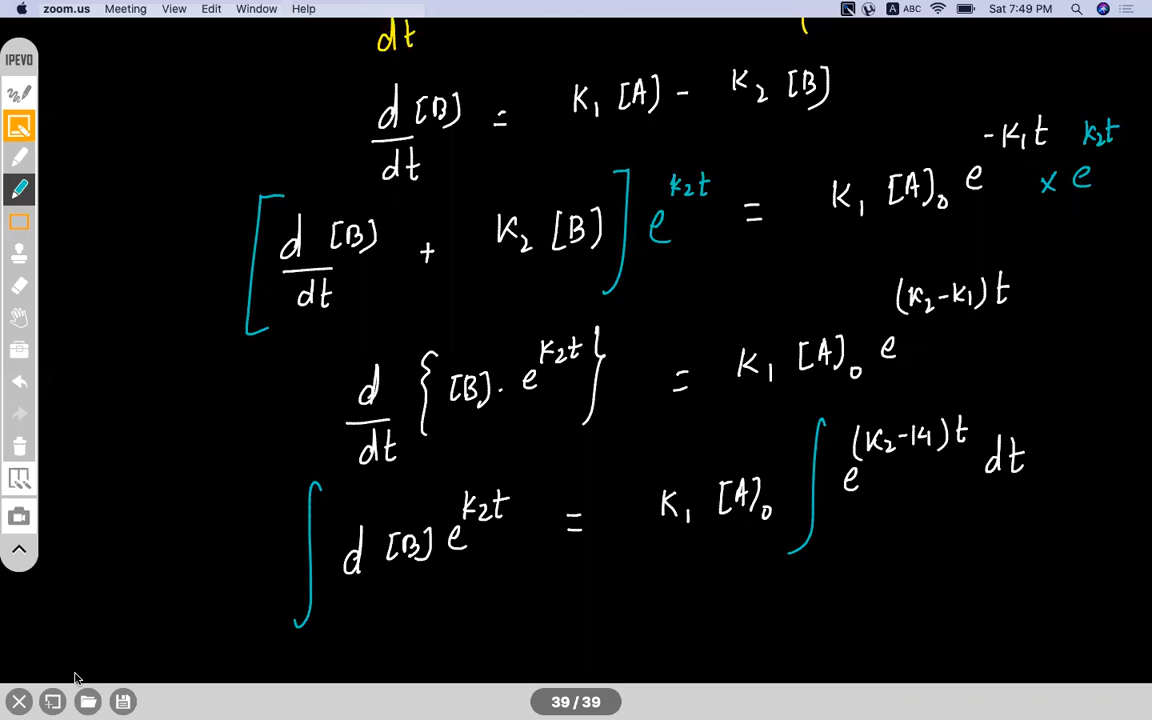 zoom.us Meeting View Edit Window Help ABC Sat 7:49 PM
IPEVO
dt
d [B] / dt = K₁ [A] - K₂ [B]
[ d [B] / dt + K₂ [B] ] e^{k₂t} = K₁ [A]₀ e^{-K₁t} × e^{k₂t}
d / dt { [B] . e^{K₂t} } = K₁ [A]₀ e^{(K₂-K₁)t}
∫ d [B] e^{k₂t} = K₁ [A]₀ ∫ e^{(K₂-K1)t} dt
39 / 39